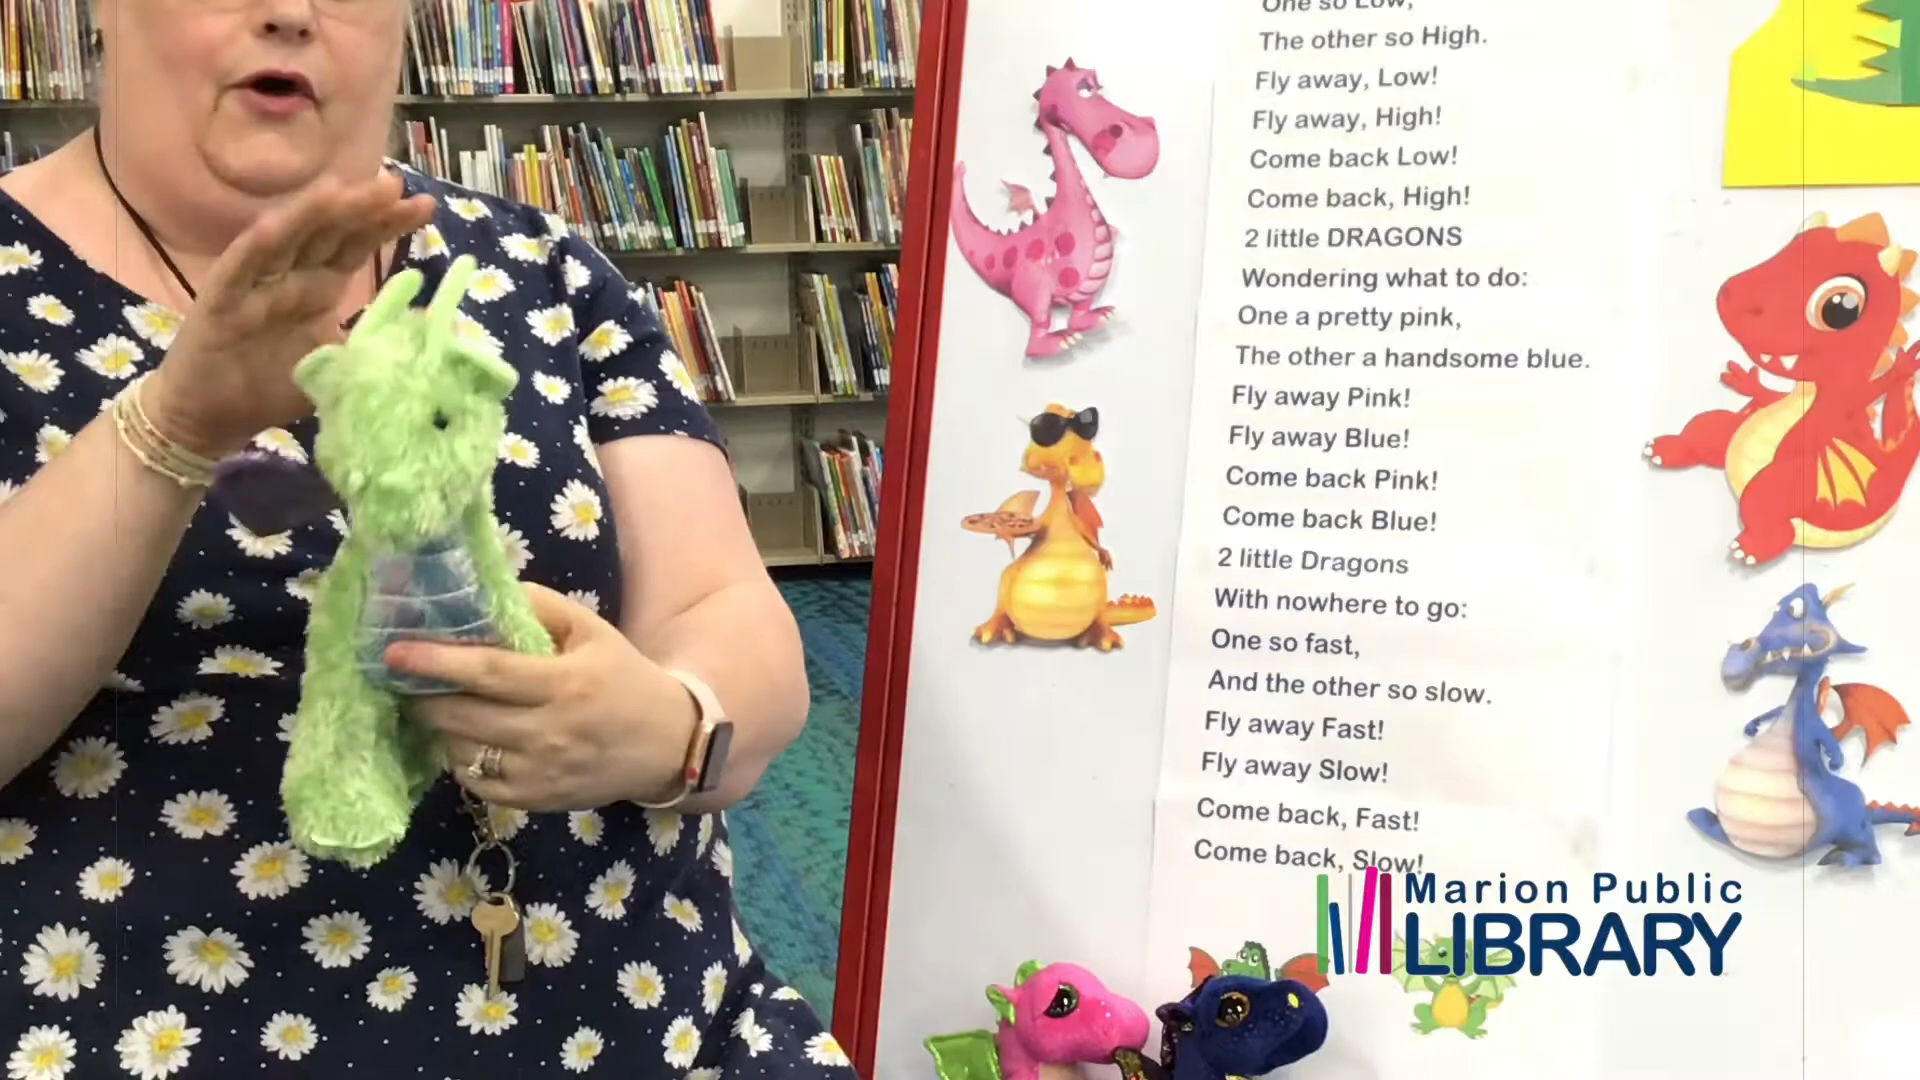 One so Low,
The other so High.
Fly away, Low!
Fly away, High!
Come back Low!
Come back, High!
2 little DRAGONS
Wondering what to do:
One a pretty pink,
The other a handsome blue.
Fly away Pink!
Fly away Blue!
Come back Pink!
Come back Blue!
2 little Dragons
With nowhere to go:
One so fast,
And the other so slow.
Fly away Fast!
Fly away Slow!
Come back, Fast!
Come back, Slow!
Marion Public
LIBRARY